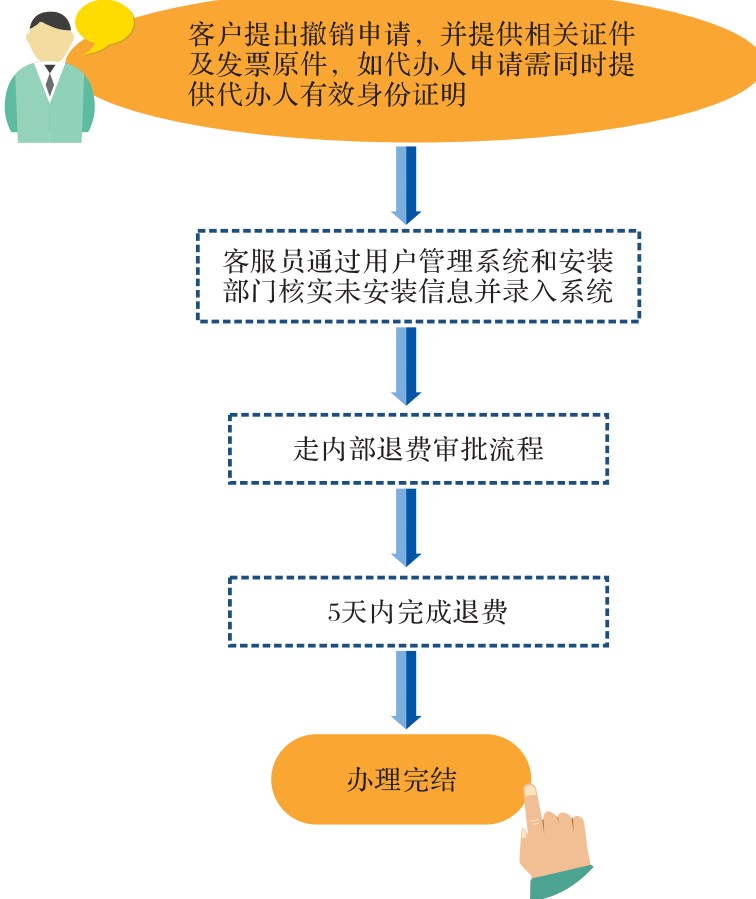 客户提出撤销申请，并提供相关证件
及发票原件，如代办人申请需同时提
供代办人有效身份证明
客服员通过用户管理系统和安装
部门核实未安装信息并录入系统
走内部退费审批流程
5天内完成退费
办理完结